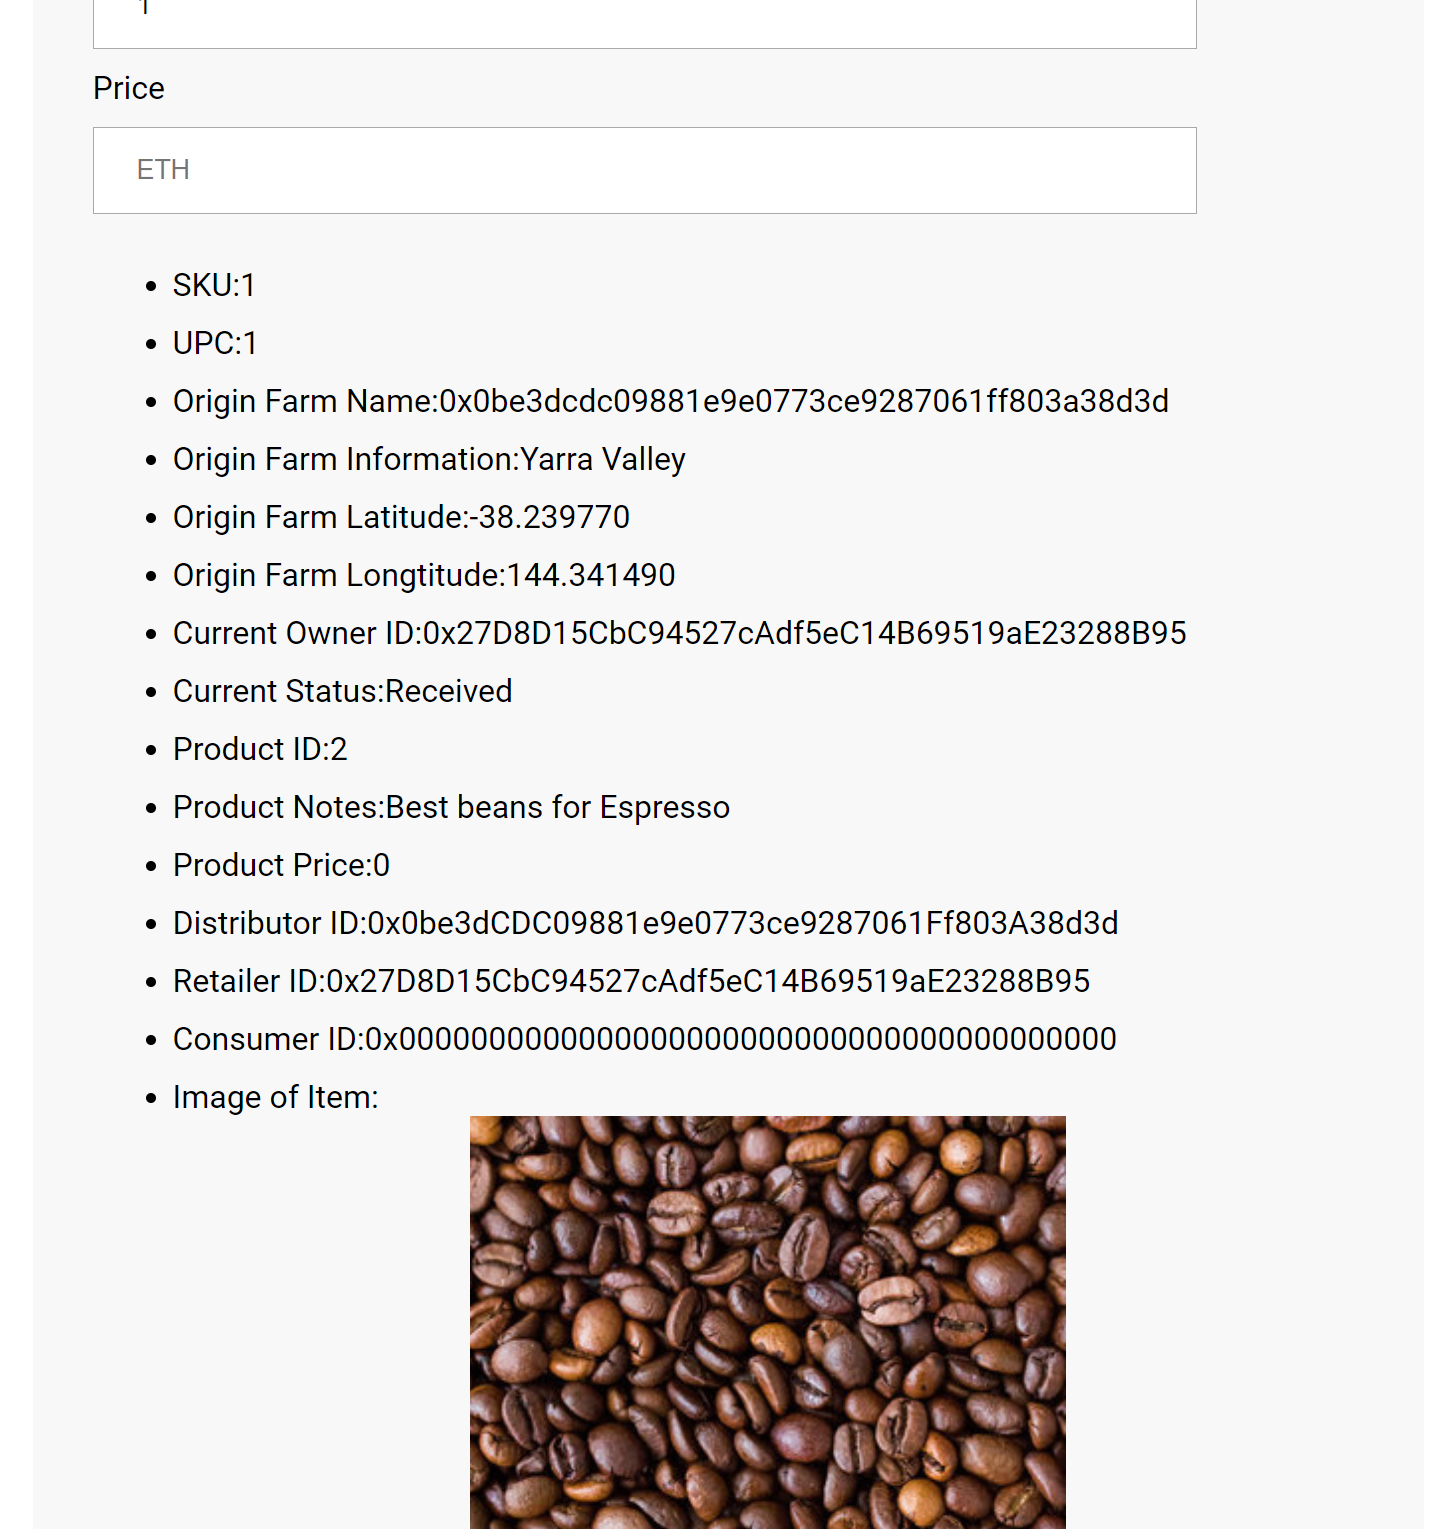 1
Price
ETH
SKU:1
UPC:1
Origin Farm Name:0x0be3dcdc09881e9e0773ce9287061ff803a38d3d
Origin Farm Information:Yarra Valley
Origin Farm Latitude:-38.239770
Origin Farm Longtitude:144.341490
Current Owner ID:0x27D8D15CbC94527cAdf5eC14B69519aE23288B95
Current Status:Received
Product ID:2
Product Notes:Best beans for Espresso
Product Price:0
Distributor ID:0x0be3dCDC09881e9e0773ce9287061Ff803A38d3d
Retailer ID:0x27D8D15CbC94527cAdf5eC14B69519aE23288B95
Consumer ID:0x0000000000000000000000000000000000000000
Image of Item: